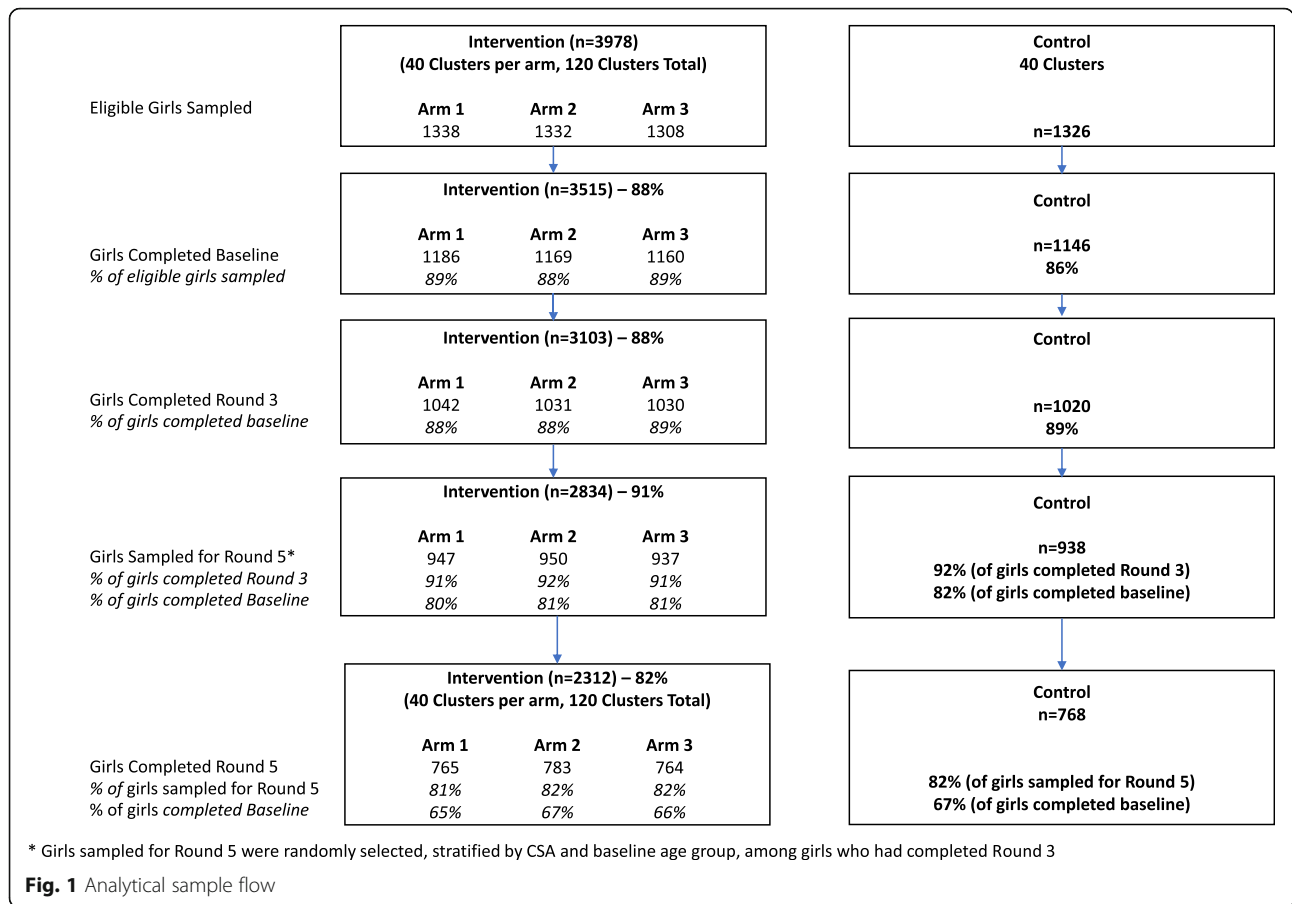 Intervention (n=3978)
(40 Clusters per arm, 120 Clusters Total)
Control
40 Clusters
Eligible Girls Sampled
Arm 1 Arm 2 Arm 3
1338 1332 1308
n=1326
Intervention (n=3515) – 88%
Control
Girls Completed Baseline
% of eligible girls sampled
Arm 1 Arm 2 Arm 3
1186 1169 1160
89% 88% 89%
n=1146
86%
Intervention (n=3103) – 88%
Control
Girls Completed Round 3
% of girls completed baseline
Arm 1 Arm 2 Arm 3
1042 1031 1030
88% 88% 89%
n=1020
89%
Intervention (n=2834) – 91%
Control
Girls Sampled for Round 5*
% of girls completed Round 3
% of girls completed Baseline
Arm 1 Arm 2 Arm 3
947 950 937
91% 92% 91%
80% 81% 81%
n=938
92% (of girls completed Round 3)
82% (of girls completed baseline)
Intervention (n=2312) – 82%
(40 Clusters per arm, 120 Clusters Total)
Control
n=768
Girls Completed Round 5
% of girls sampled for Round 5
% of girls completed Baseline
Arm 1 Arm 2 Arm 3
765 783 764
81% 82% 82%
65% 67% 66%
82% (of girls sampled for Round 5)
67% (of girls completed baseline)
* Girls sampled for Round 5 were randomly selected, stratified by CSA and baseline age group, among girls who had completed Round 3
Fig. 1 Analytical sample flow